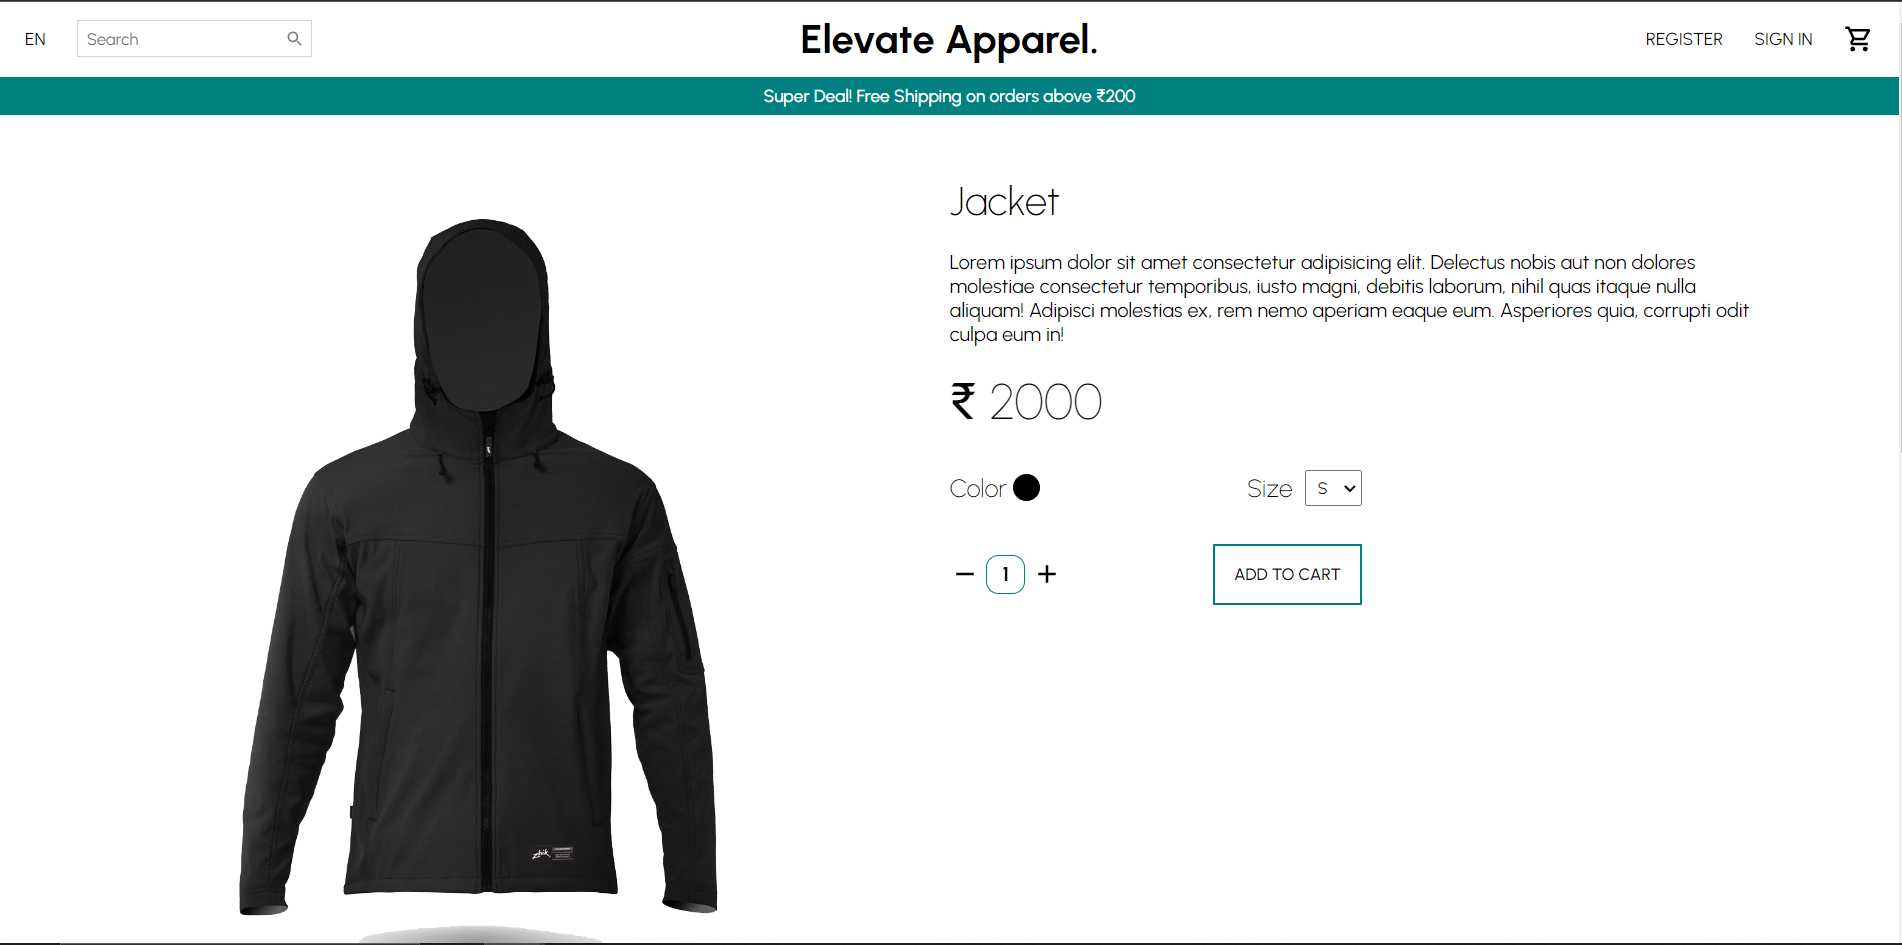 EN
Search
Elevate Apparel.
REGISTER
SIGN IN
Super Deal! Free Shipping on orders above ₹200
Jacket
Lorem ipsum dolor sit amet consectetur adipisicing elit. Delectus nobis aut non dolores
molestiae consectetur temporibus, iusto magni, debitis laborum, nihil quas itaque nulla
aliquam! Adipisci molestias ex, rem nemo aperiam eaque eum. Asperiores quia, corrupti odit
culpa eum in!
₹ 2000
Color
Size S
1
ADD TO CART
zhik